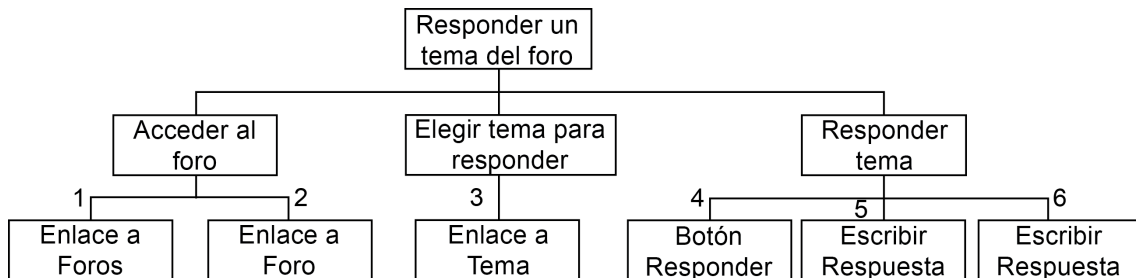 Responder un
tema del foro
Acceder al
foro
Elegir tema para
responder
Responder
tema
1
2
3
4
5
6
Enlace a
Foros
Enlace a
Foro
Enlace a
Tema
Botón
Responder
Escribir
Respuesta
Escribir
Respuesta